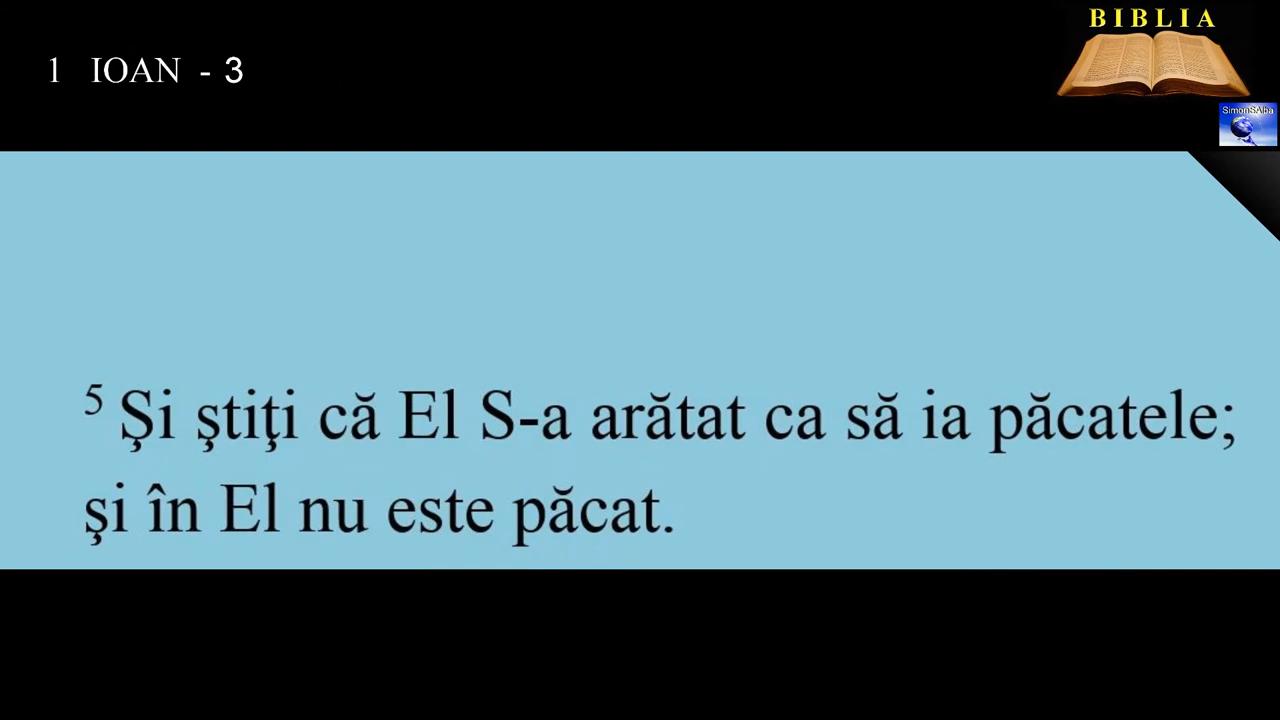 BIBLIA
1 IOAN - 3
SimonSAlba
5 Şi ştiţi că El S-a arătat ca să ia păcatele;
şi în El nu este păcat.